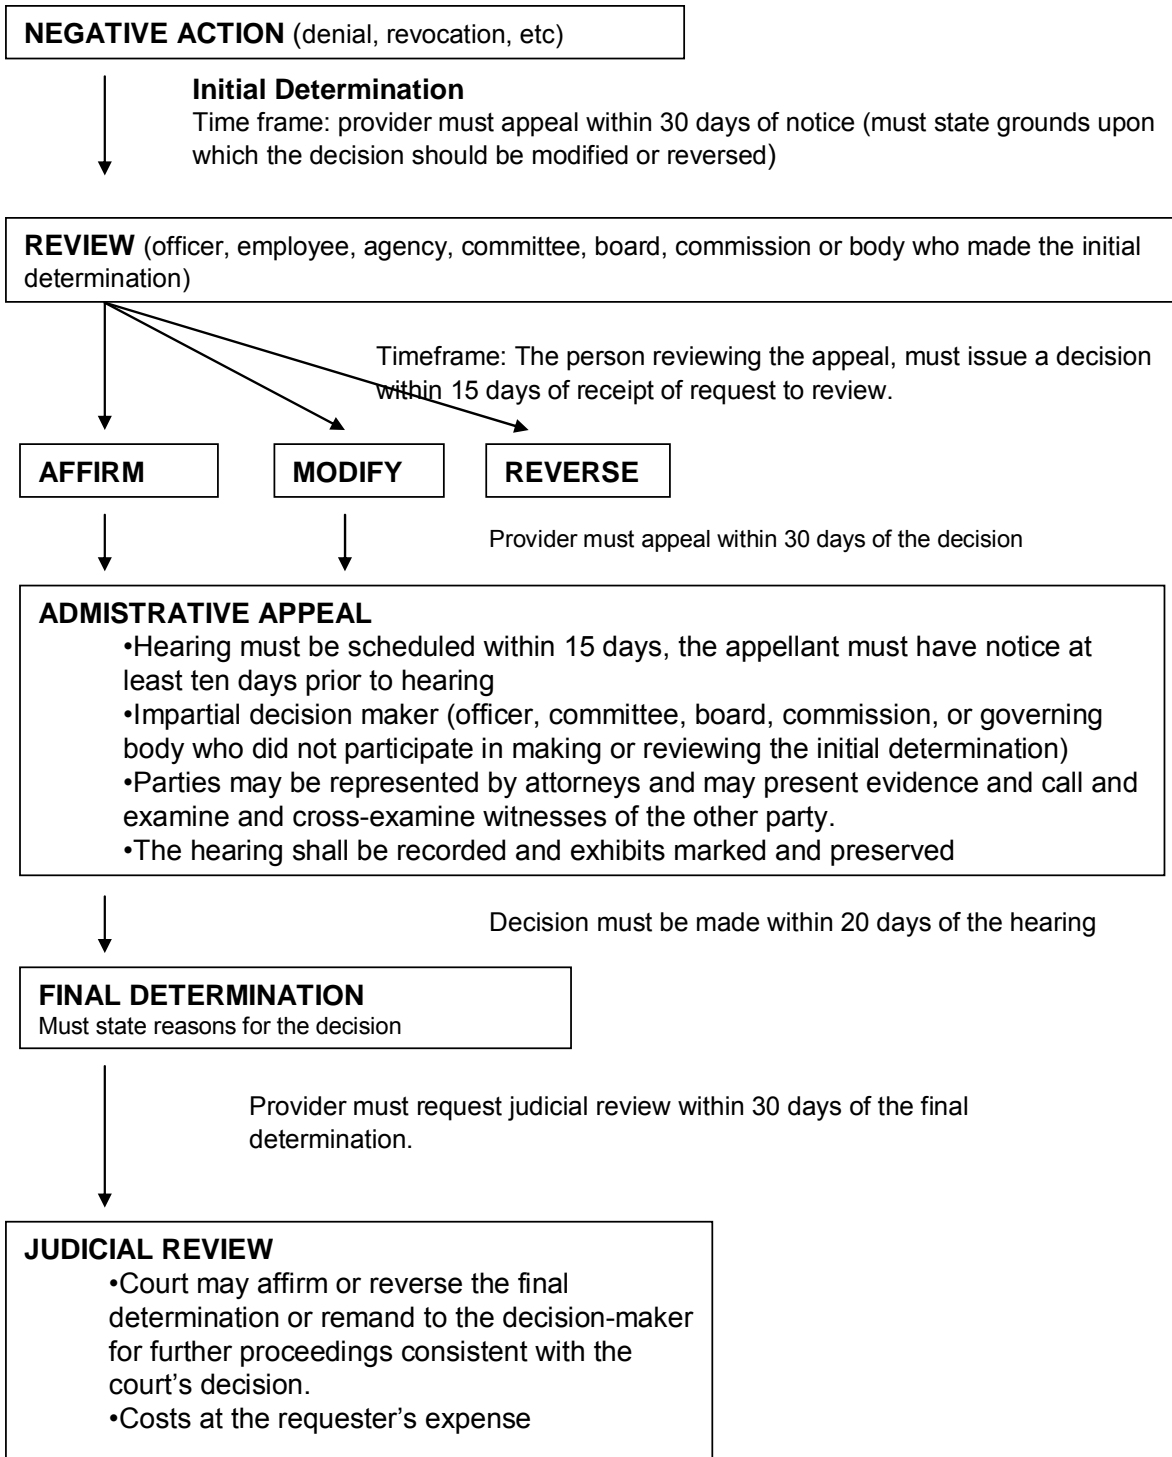 NEGATIVE ACTION (denial, revocation, etc)
Initial Determination
Time frame: provider must appeal within 30 days of notice (must state grounds upon
which the decision should be modified or reversed)
REVIEW (officer, employee, agency, committee, board, commission or body who made the initial
determination)
Timeframe: The person reviewing the appeal, must issue a decision
within 15 days of receipt of request to review.
AFFIRM
MODIFY
REVERSE
Provider must appeal within 30 days of the decision
ADMISTRATIVE APPEAL
•Hearing must be scheduled within 15 days, the appellant must have notice at
least ten days prior to hearing
•Impartial decision maker (officer, committee, board, commission, or governing
body who did not participate in making or reviewing the initial determination)
•Parties may be represented by attorneys and may present evidence and call and
examine and cross-examine witnesses of the other party.
•The hearing shall be recorded and exhibits marked and preserved
Decision must be made within 20 days of the hearing
FINAL DETERMINATION
Must state reasons for the decision
Provider must request judicial review within 30 days of the final
determination.
JUDICIAL REVIEW
•Court may affirm or reverse the final
determination or remand to the decision-maker
for further proceedings consistent with the
court’s decision.
•Costs at the requester’s expense